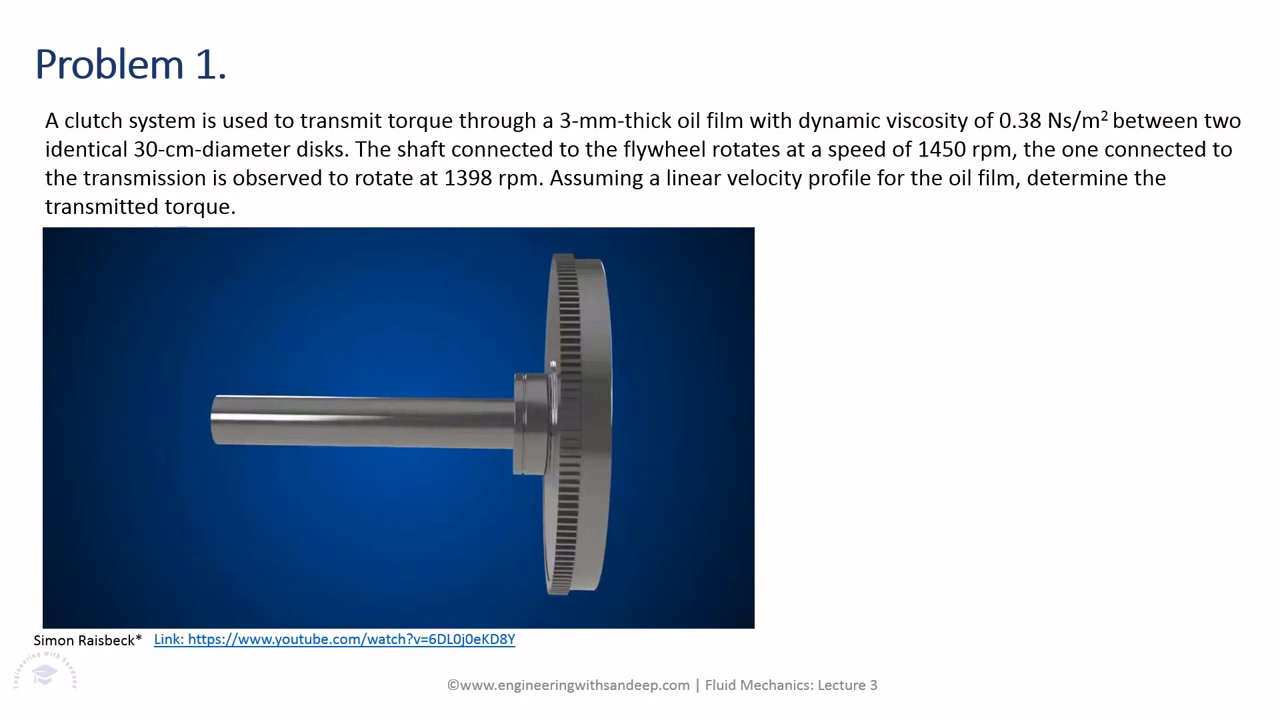 Problem 1.
A clutch system is used to transmit torque through a 3-mm-thick oil film with dynamic viscosity of 0.38 Ns/m² between two
identical 30-cm-diameter disks. The shaft connected to the flywheel rotates at a speed of 1450 rpm, the one connected to
the transmission is observed to rotate at 1398 rpm. Assuming a linear velocity profile for the oil film, determine the
transmitted torque.
Simon Raisbeck* Link: https://www.youtube.com/watch?v=6DL0j0eKD8Y
Engineering with Sandeep
©www.engineeringwithsandeep.com | Fluid Mechanics: Lecture 3